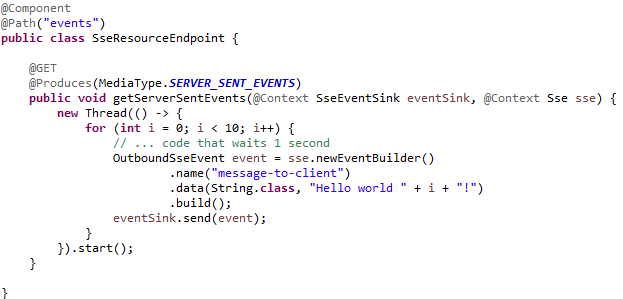 @Component
@Path("events")
public class SseResourceEndpoint {
@GET
@Produces(MediaType.SERVER_SENT_EVENTS)
public void getServerSentEvents(@Context SseEventSink eventSink, @Context Sse sse) {
new Thread(() -> {
for (int i = 0; i < 10; i++) {
// ... code that waits 1 second
OutboundSseEvent event = sse.newEventBuilder()
.name("message-to-client")
.data(String.class, "Hello world " + i + "!")
.build();
eventSink.send(event);
}
}).start();
}
}